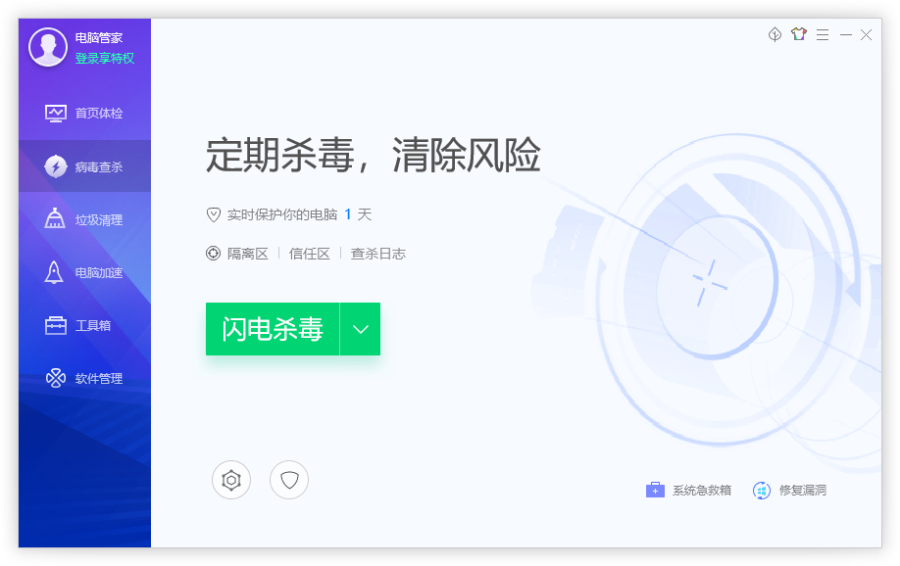 电脑管家
登录享特权
首页体检
病毒查杀
垃圾清理
电脑加速
工具箱
软件管理
定期杀毒，清除风险
实时保护你的电脑 1 天
隔离区 | 信任区 | 查杀日志
闪电杀毒
系统急救箱 修复漏洞